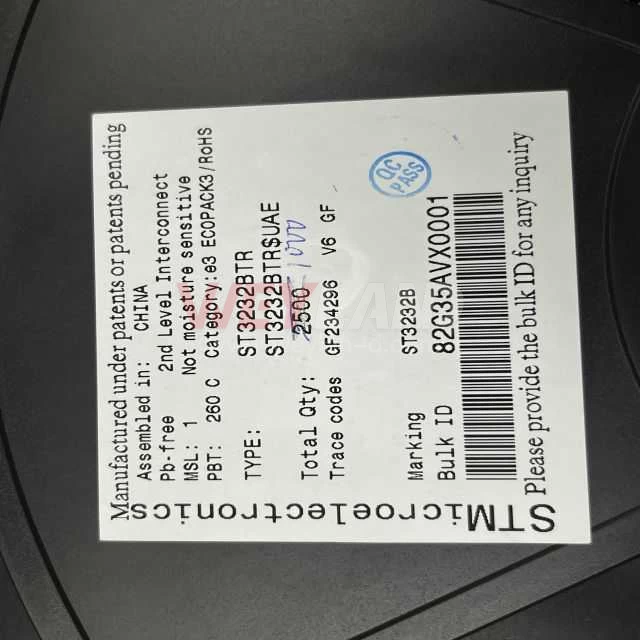 Manufactured under patents or patents pending
Assembled in: CHINA
Pb-free 2nd Level Interconnect
MSL: 1 Not moisture sensitive
PBT: 260 C Category:e3 ECOPACK3/RoHS
TYPE: ST3232BTR
ST3232BTR$UAE
Total Qty: 2500 1000
Trace codes GF234296 V6 GF
Marking ST3232B
Bulk ID 82G35AVX0001
Please provide the bulk ID for any inquiry
STMicroelectronics
QC
PASS